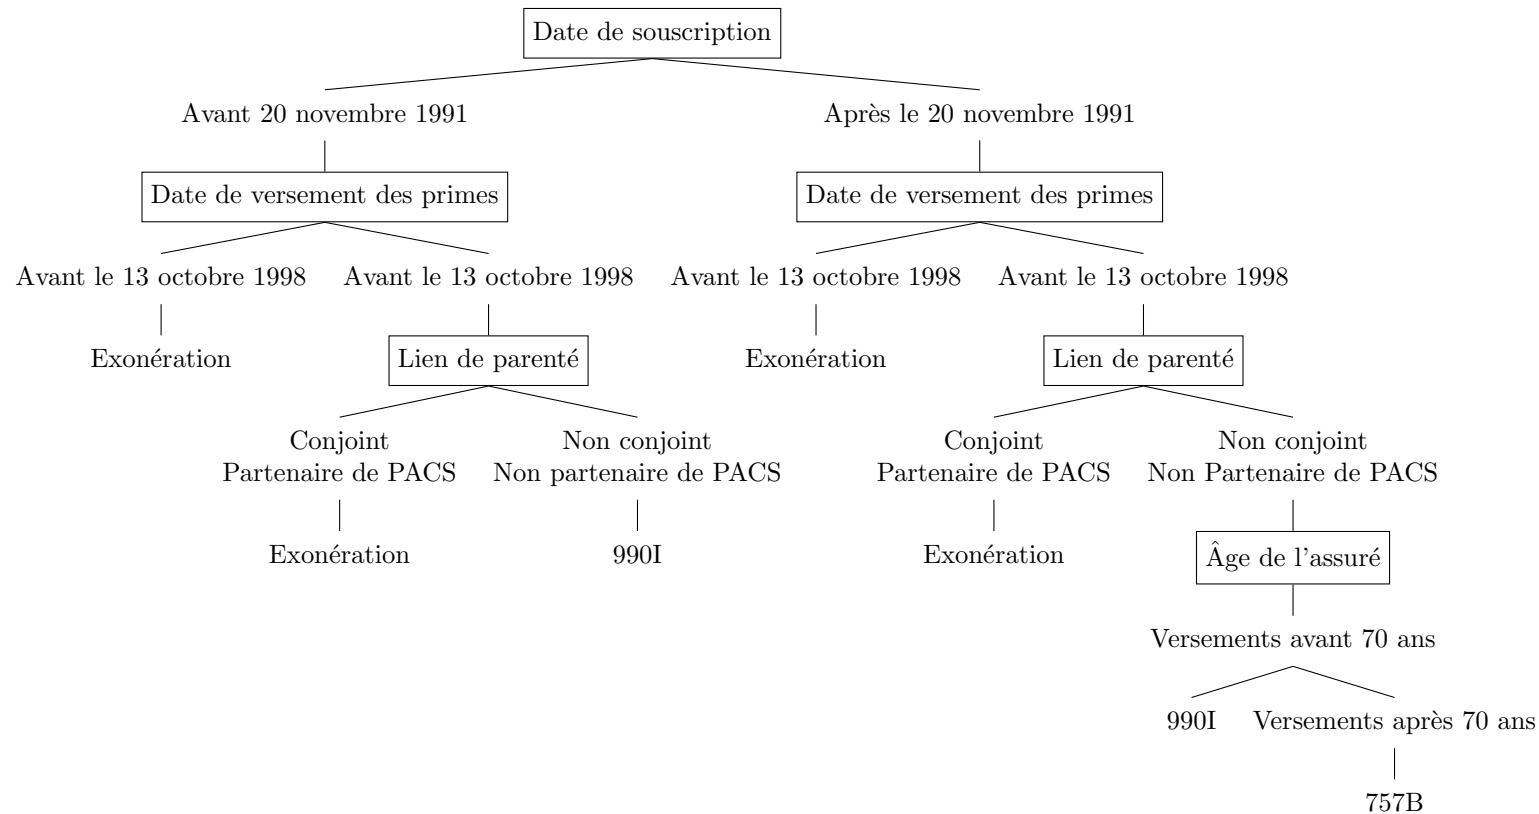 Date de souscription
Avant 20 novembre 1991
Après le 20 novembre 1991
Date de versement des primes
Date de versement des primes
Avant le 13 octobre 1998
Avant le 13 octobre 1998
Avant le 13 octobre 1998
Avant le 13 octobre 1998
Exonération
Lien de parenté
Exonération
Lien de parenté
Conjoint
Partenaire de PACS
Non conjoint
Non partenaire de PACS
Conjoint
Partenaire de PACS
Non conjoint
Non Partenaire de PACS
Exonération
990I
Exonération
Âge de l'assuré
Versements avant 70 ans
990I
Versements après 70 ans
757B